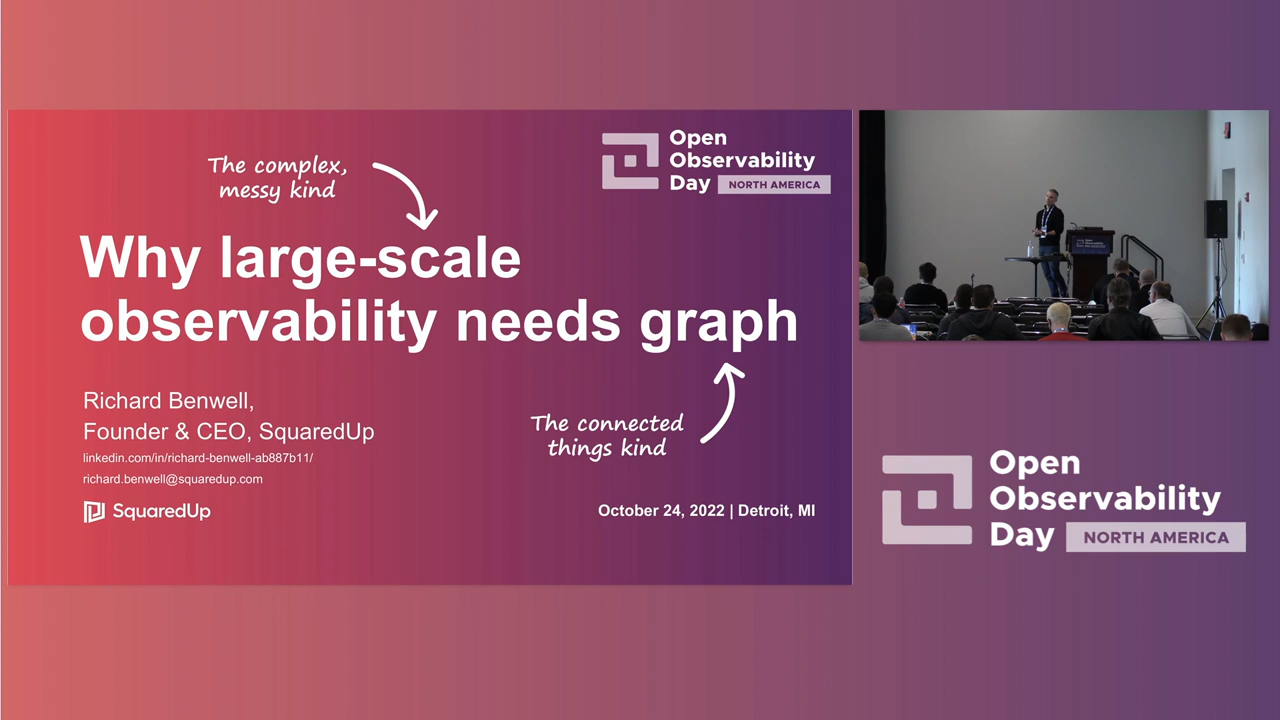 The complex,
messy kind
Open
Observability
Day NORTH AMERICA
Why large-scale
observability needs graph
Richard Benwell,
Founder & CEO, SquaredUp
linkedin.com/in/richard-benwell-ab887b11/
richard.benwell@squaredup.com
The connected
things kind
SquaredUp
October 24, 2022 | Detroit, MI
Open
Observability
Day NORTH AMERICA